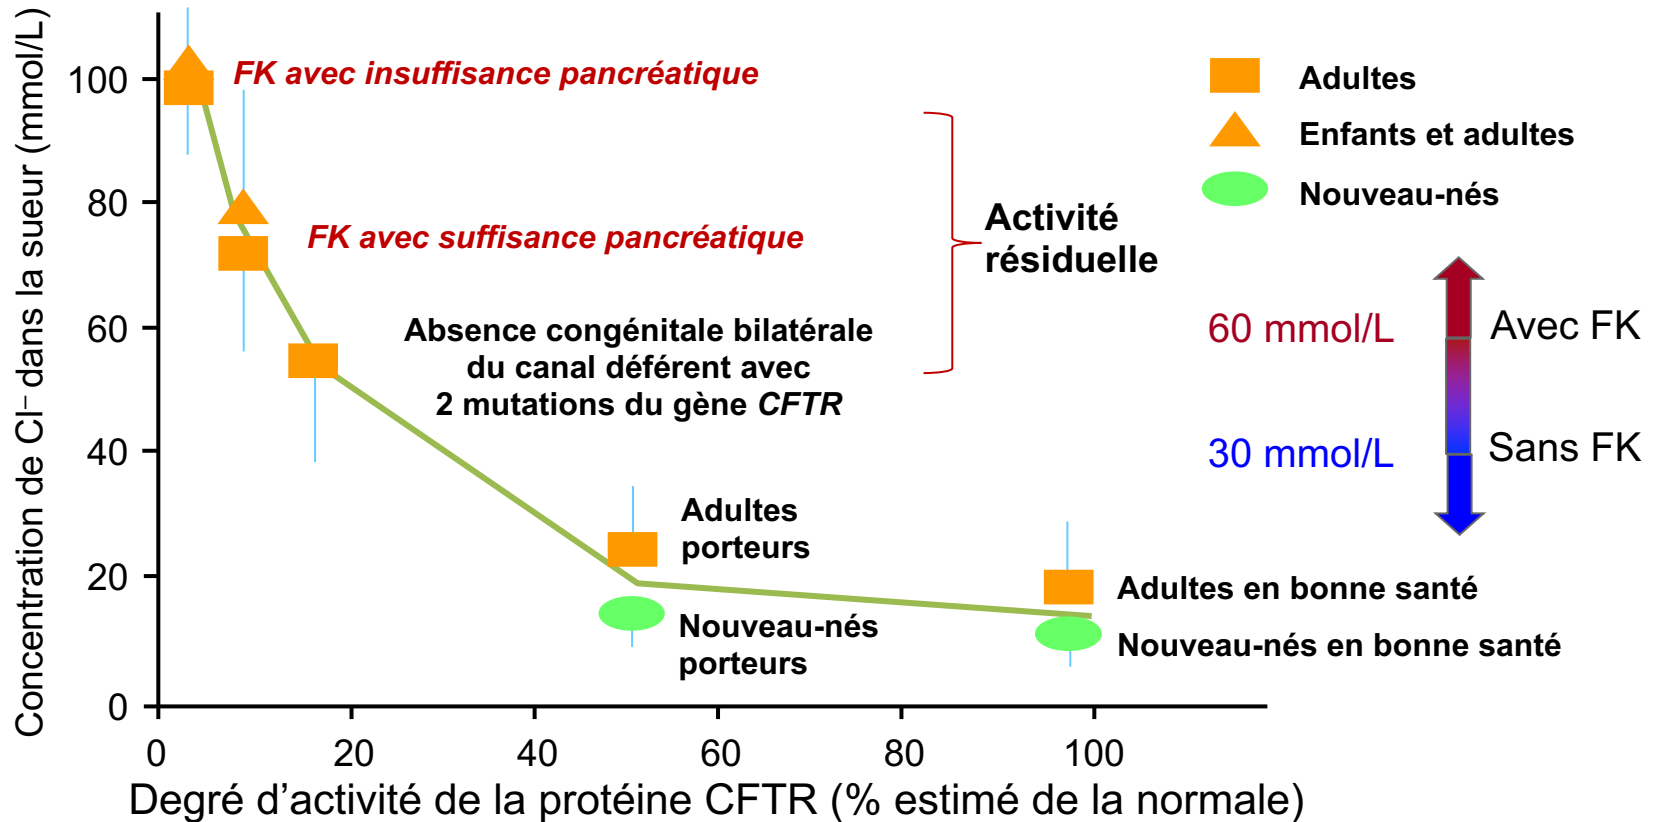 Concentration de Cl⁻ dans la sueur (mmol/L)
100
80
60
40
20
0
FK avec insuffisance pancréatique
FK avec suffisance pancréatique
Absence congénitale bilatérale
du canal déférent avec
2 mutations du gène CFTR
Activité
résiduelle
Adultes
porteurs
Nouveau-nés
porteurs
Adultes en bonne santé
Nouveau-nés en bonne santé
Adultes
Enfants et adultes
Nouveau-nés
60 mmol/L
Avec FK
30 mmol/L
Sans FK
0 20 40 60 80 100
Degré d’activité de la protéine CFTR (% estimé de la normale)